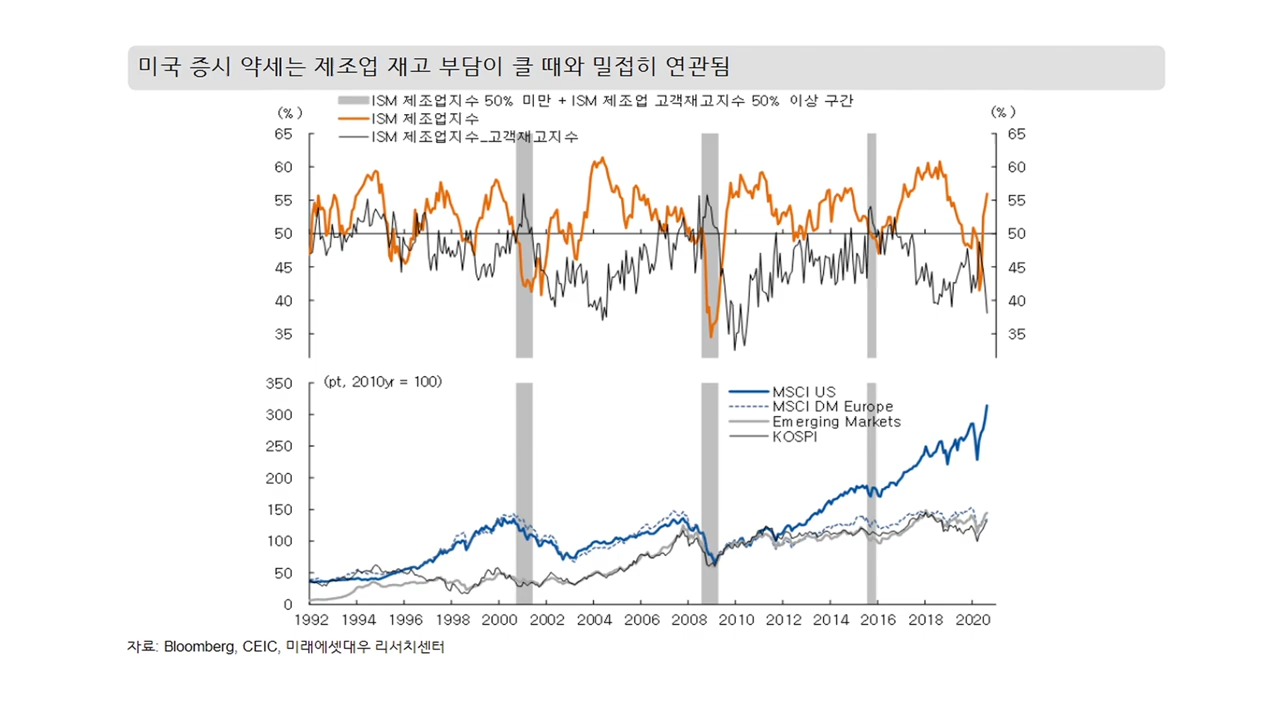 미국 증시 약세는 제조업 재고 부담이 클 때와 밀접히 연관됨
ISM 제조업지수 50% 미만 + ISM 제조업 고객재고지수 50% 이상 구간
ISM 제조업지수
ISM 제조업지수_고객재고지수
(%) (%)
65 65
60 60
55 55
50 50
45 45
40 40
35 35
(pt, 2010yr = 100)
MSCI US
MSCI DM Europe
Emerging Markets
KOSPI
350
300
250
200
150
100
50
0
1992 1994 1996 1998 2000 2002 2004 2006 2008 2010 2012 2014 2016 2018 2020
자료: Bloomberg, CEIC, 미래에셋대우 리서치센터